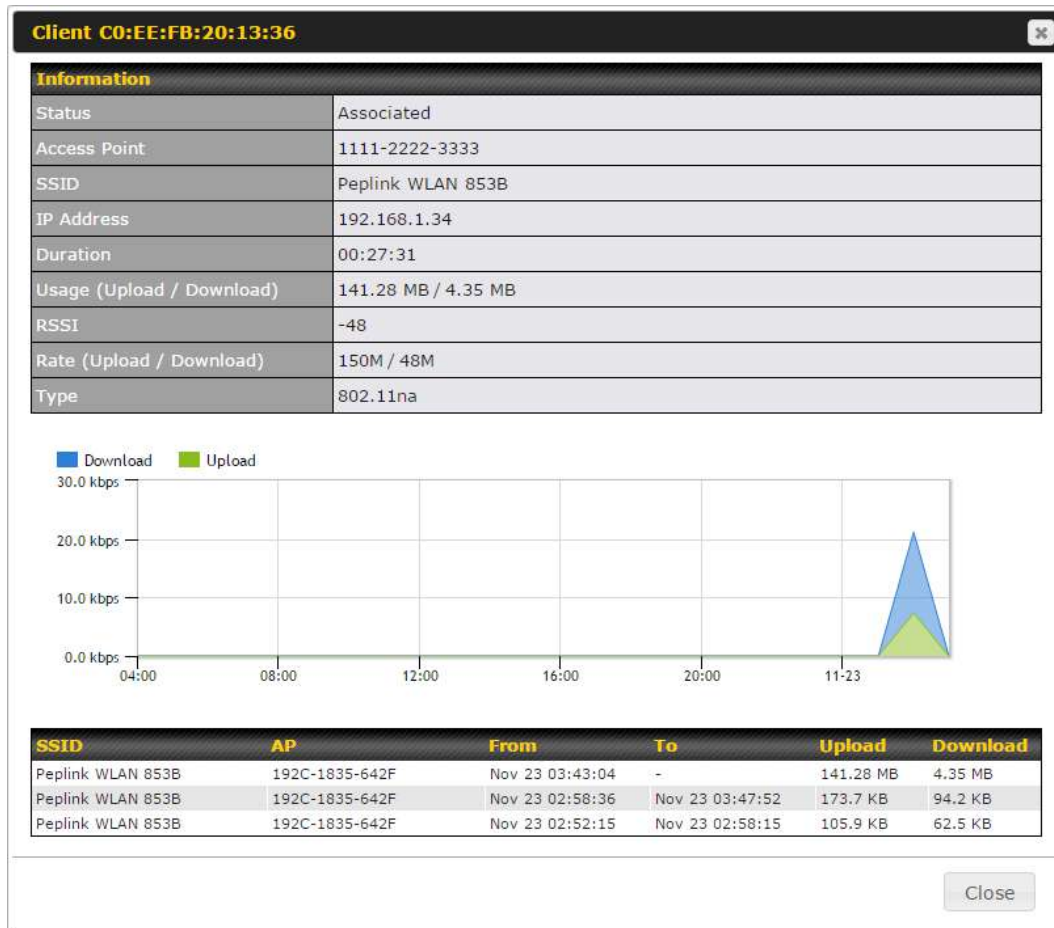 Client C0:EE:FB:20:13:36
Information
Status Associated
Access Point 1111-2222-3333
SSID Peplink WLAN 853B
IP Address 192.168.1.34
Duration 00:27:31
Usage (Upload / Download) 141.28 MB / 4.35 MB
RSSI -48
Rate (Upload / Download) 150M / 48M
Type 802.11na
Download Upload
30.0 kbps
20.0 kbps
10.0 kbps
0.0 kbps
04:00 08:00 12:00 16:00 20:00 11-23
SSID AP From To Upload Download
Peplink WLAN 853B 192C-1835-642F Nov 23 03:43:04 - 141.28 MB 4.35 MB
Peplink WLAN 853B 192C-1835-642F Nov 23 02:58:36 Nov 23 03:47:52 173.7 KB 94.2 KB
Peplink WLAN 853B 192C-1835-642F Nov 23 02:52:15 Nov 23 02:58:15 105.9 KB 62.5 KB
Close